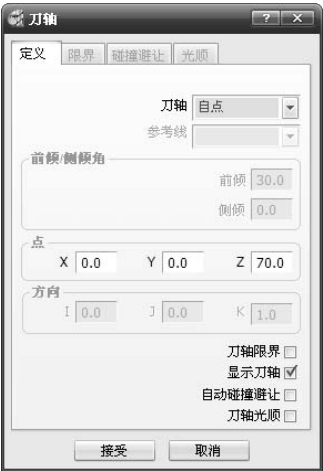 刀轴
定义 限界 碰撞避让 光顺
刀轴 自点
参考线
前倾/侧倾角
前倾 30.0
侧倾 0.0
点
X 0.0 Y 0.0 Z 70.0
方向
I 0.0 J 0.0 K 1.0
刀轴限界
显示刀轴
自动碰撞避让
刀轴光顺
接受 取消